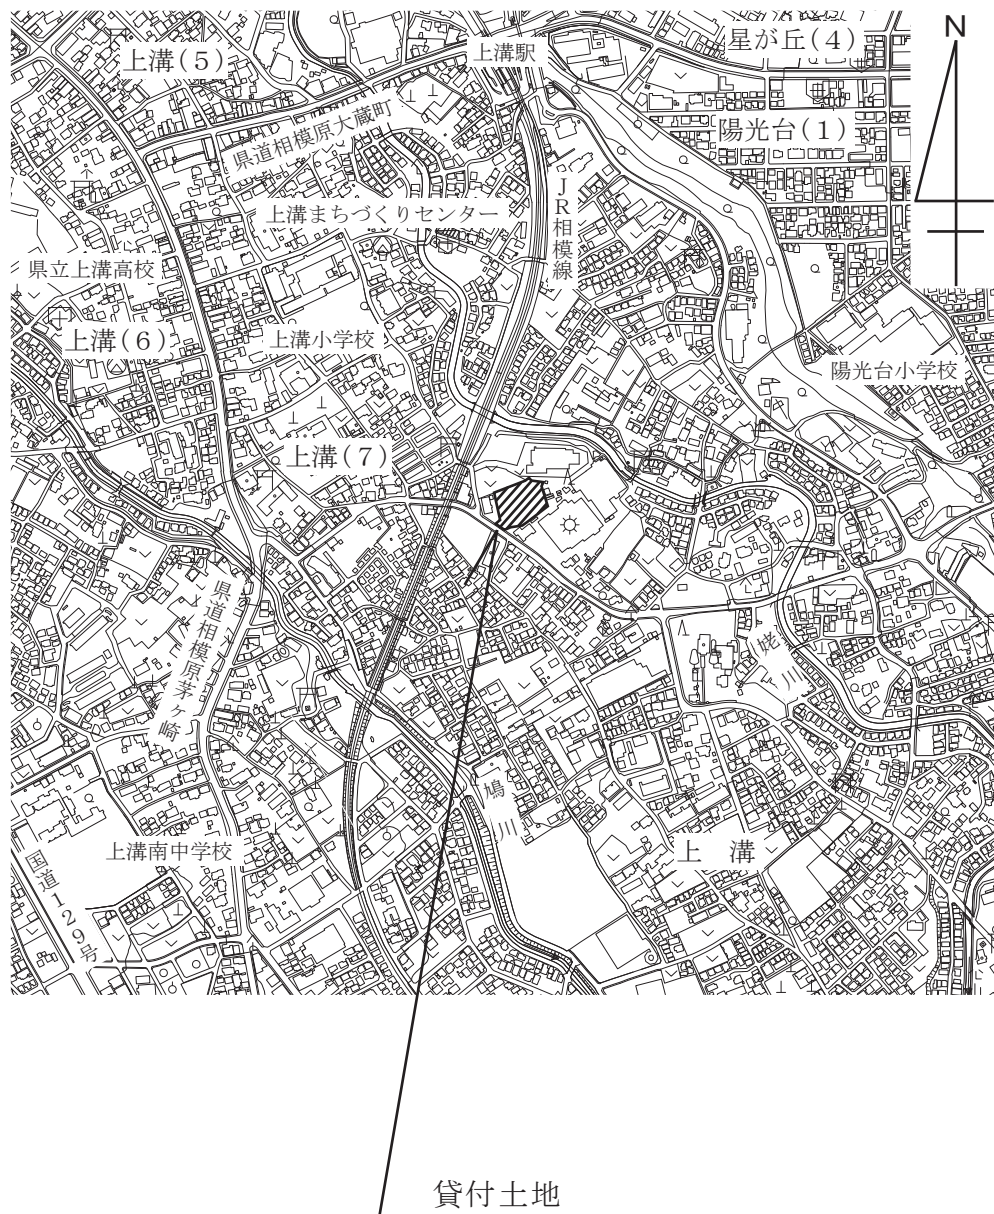 上溝(5)
上溝駅
星が丘(4)
N
県道相模原大蔵町
陽光台(1)
JR相模線
上溝まちづくりセンター
県立上溝高校
上溝(6)
上溝小学校
陽光台小学校
上溝(7)
県道相模原茅ヶ崎
姥川
鳩川
上溝南中学校
上 溝
国道129号
貸付土地